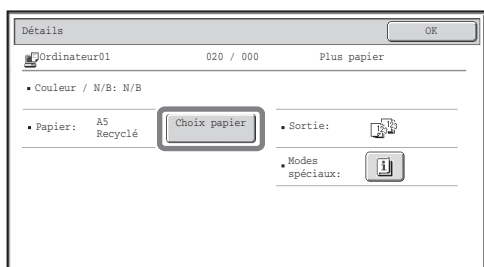 Détails OK
Ordinateur01 020 / 000 Plus papier
▪ Couleur / N/B: N/B
▪ Papier: A5 Recyclé Choix papier ▪ Sortie:
▪ Modes spéciaux: